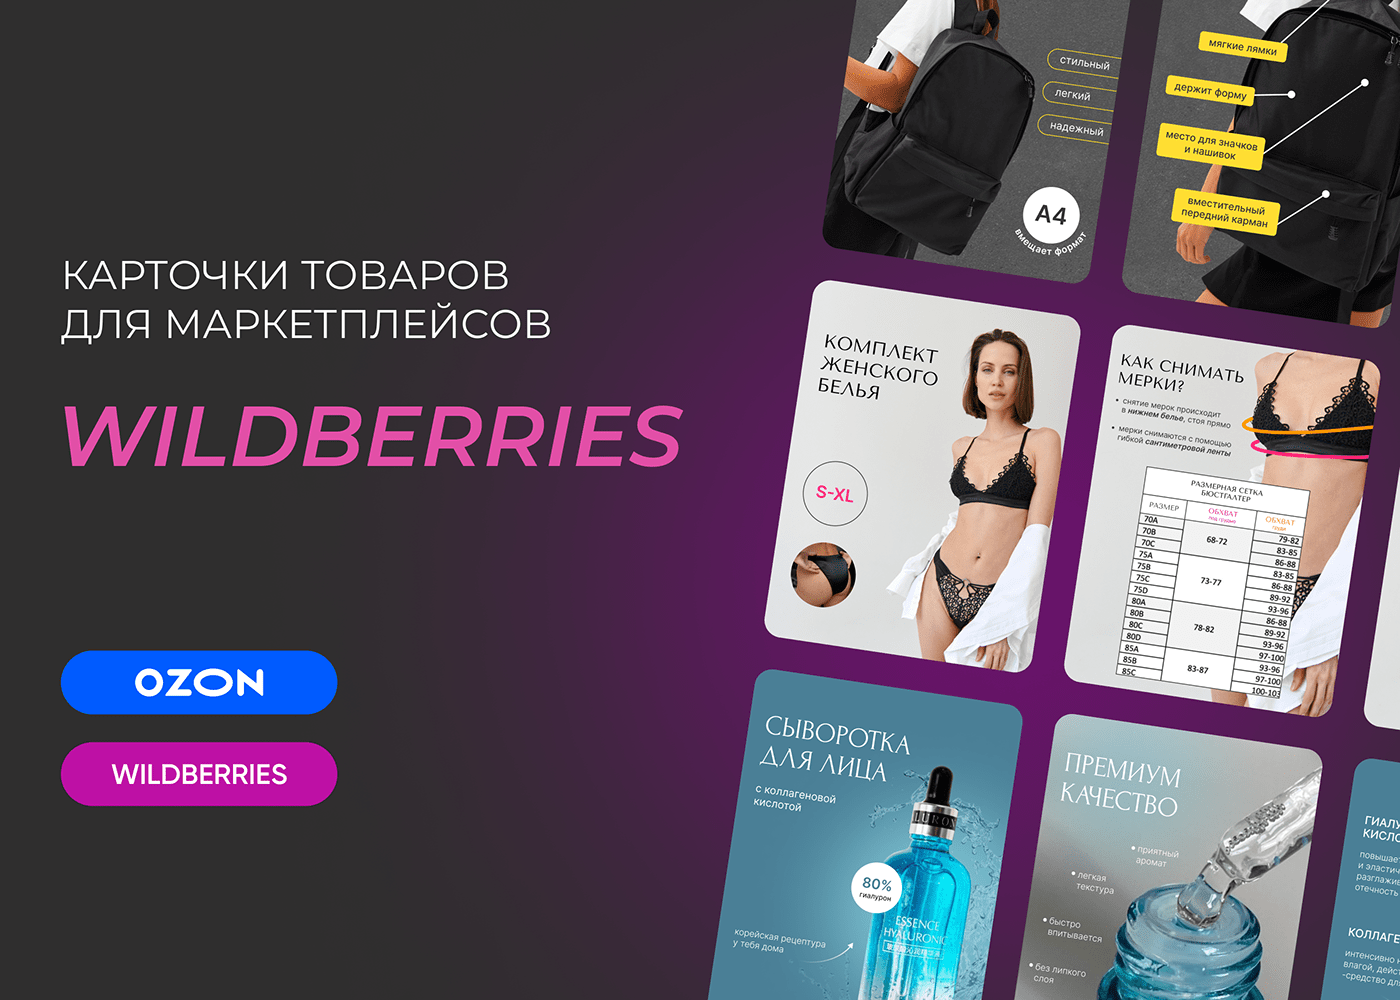 КАРТОЧКИ ТОВАРОВ
ДЛЯ МАРКЕТПЛЕЙСОВ
WILDBERRIES
OZON
WILDBERRIES
стильный
легкий
надежный
А4
вмещает формат
мягкие лямки
держит форму
место для значков
и нашивок
вместительный
передний карман
КОМПЛЕКТ
ЖЕНСКОГО
БЕЛЬЯ
S-XL
КАК СНИМАТЬ
МЕРКИ?
• снятие мерок происходит
в нижнем белье, стоя прямо
• мерки снимаются с помощью
гибкой сантиметровой ленты
РАЗМЕРНАЯ СЕТКА
БЮСТГАЛТЕР
РАЗМЕР
ОБХВАТ
под грудью
ОБХВАТ
груди
70A
70B
70C
75A
75B
75C
75D
80A
80B
80C
80D
85A
85B
85C
68-72
73-77
78-82
83-87
79-82
83-85
86-88
83-85
86-88
89-92
93-96
86-88
89-92
93-96
97-100
93-96
97-100
100-103
СЫВОРОТКА
ДЛЯ ЛИЦА
с коллагеновой
кислотой
80%
гиалурон
ESSENCE
HYALURONIC
корейская рецептура
у тебя дома
ПРЕМИУМ
КАЧЕСТВО
• приятный
аромат
• легкая
текстура
• быстро
впитывается
• без липкого
слоя